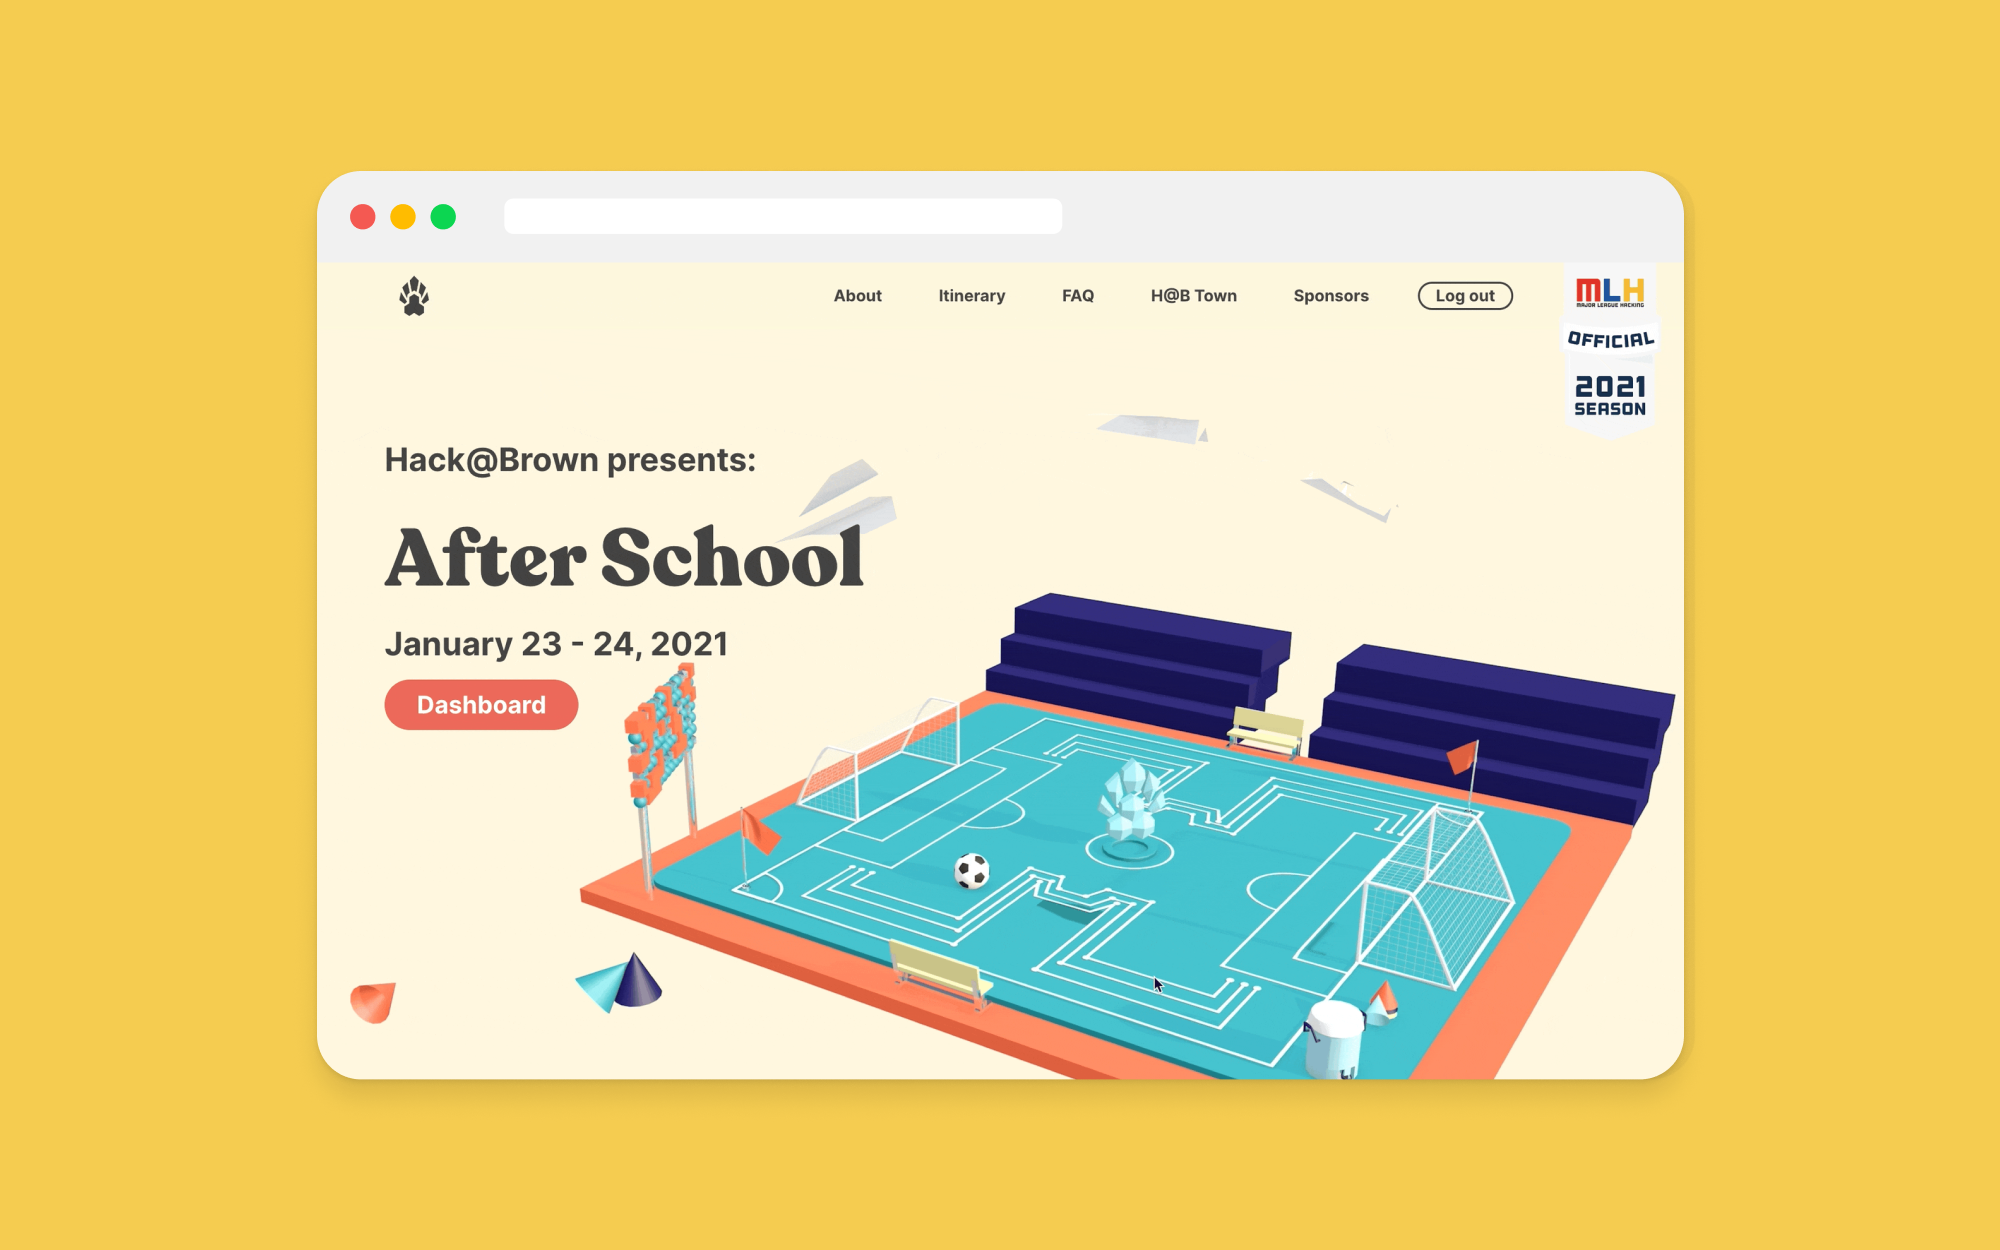 About
Itinerary
FAQ
H@B Town
Sponsors
Log out
MLH
MAJOR LEAGUE HACKING
OFFICIAL
2021
SEASON
Hack@Brown presents:
After School
January 23 - 24, 2021
Dashboard